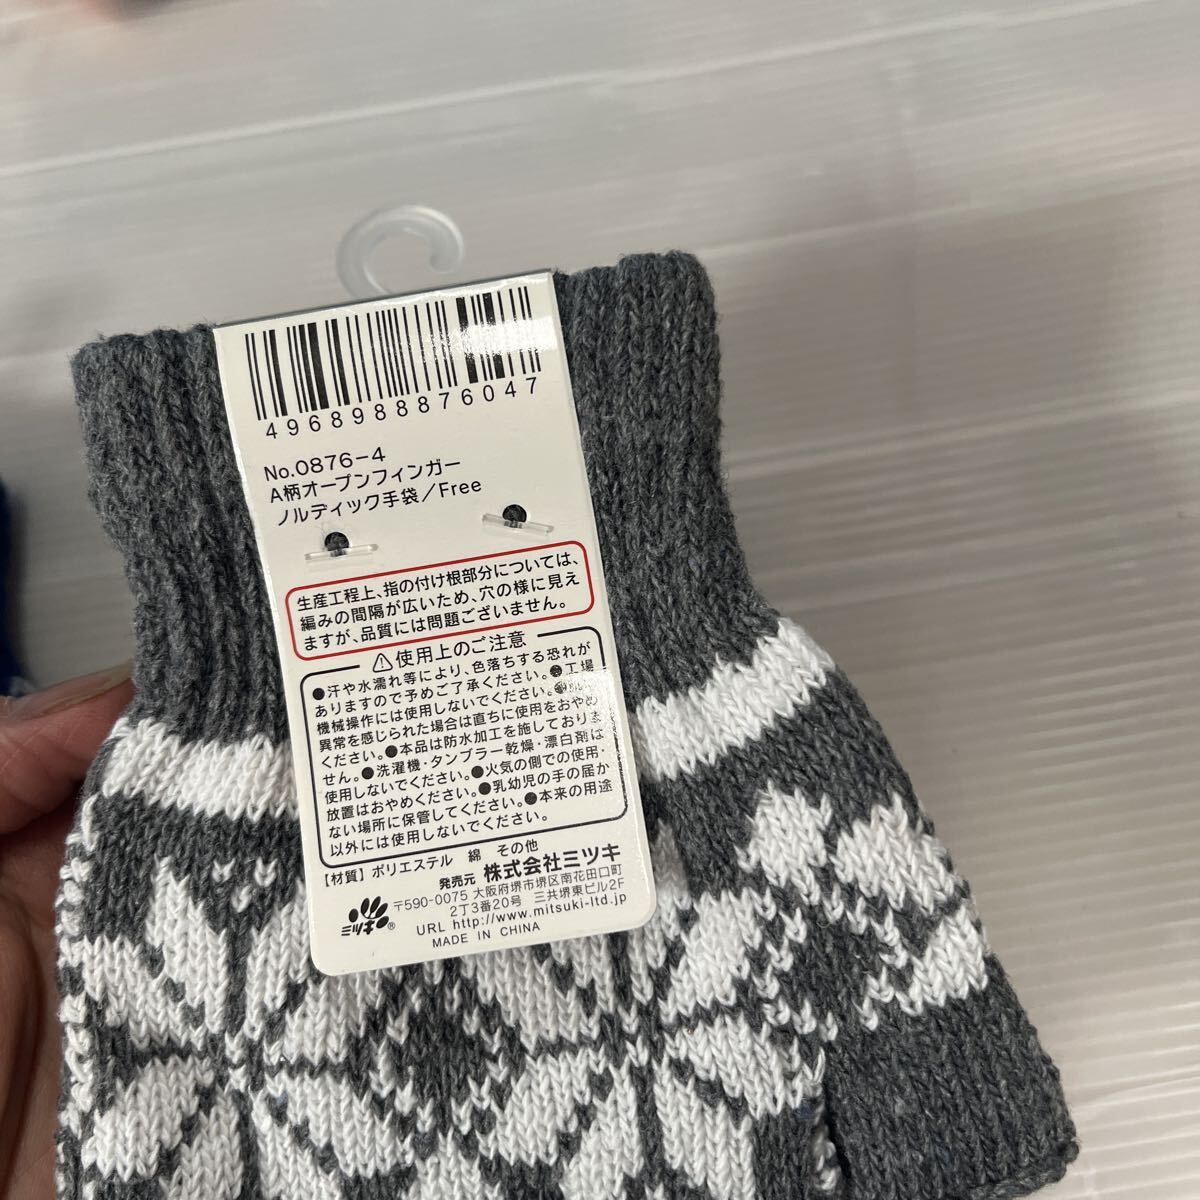 4968988876047
No.0876-4
A柄オープンフィンガー
ノルディック手袋/Free
生産工程上、指の付け根部分については、
編みの間隔が広いため、穴の様に見え
ますが、品質には問題ございません。
⚠使用上のご注意
●汗や水濡れ等により、色落ちする恐れが
ありますので予めご了承ください。●工場
機械操作には使用しないでください。●肌に
異常を感じられた場合は直ちに使用をおやめ
ください。●本品は防水加工を施しておりま
せん。●洗濯機・タンブラー乾燥・漂白剤は
使用しないでください。●火気の側での使用・
放置はおやめください。●乳幼児の手の届か
ない場所に保管してください。●本来の用途
以外には使用しないでください。
【材質】ポリエステル 綿 その他
発売元 株式会社ミツキ
〒590-0075 大阪府堺市堺区南花田口町
2丁3番20号 三共堺東ビル2F
URL http://www.mitsuki-ltd.jp/
MADE IN CHINA
ミツキ®